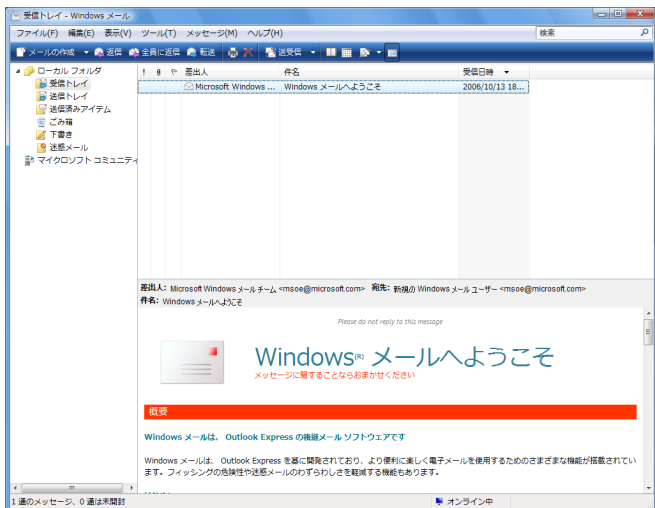 受信トレイ - Windows メール
ファイル(F) 編集(E) 表示(V) ツール(T) メッセージ(M) ヘルプ(H) 検索
メールの作成 返信 全員に返信 転送 送受信
ローカル フォルダ
受信トレイ
送信トレイ
送信済みアイテム
ごみ箱
下書き
迷惑メール
マイクロソフト コミュニティ
! 差出人 件名 受信日時
Microsoft Windows ... Windows メールへようこそ 2006/10/13 18...
差出人: Microsoft Windows メール チーム <msoe@microsoft.com> 宛先: 新規の Windows メール ユーザー <msoe@microsoft.com>
件名: Windows メールへようこそ
Please do not reply to this message
Windows(R) メールへようこそ
メッセージに関することならおまかせください
概要
Windows メールは、 Outlook Express の後継メール ソフトウェアです
Windows メールは、 Outlook Express を基に開発されており、より便利に楽しく電子メールを使用するためのさまざまな機能が搭載されてい
ます。フィッシングの危険性や迷惑メールのわずらわしさを軽減する機能もあります。
1 通のメッセージ、0 通は未開封 オンライン中